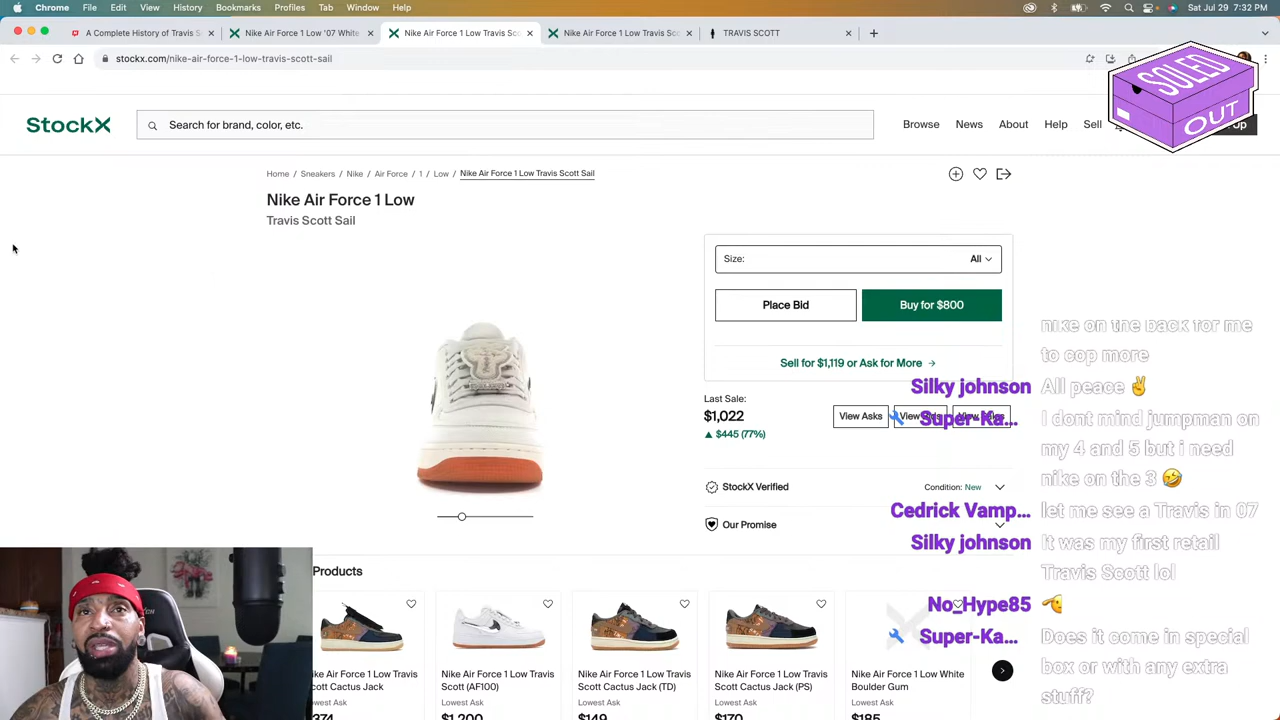 Chrome File Edit View History Bookmarks Profiles Tab Window Help
Sat Jul 29 7:32 PM
A Complete History of Travis S
Nike Air Force 1 Low '07 White
Nike Air Force 1 Low Travis Sc
Nike Air Force 1 Low Travis Sc
TRAVIS SCOTT
stockx.com/nike-air-force-1-low-travis-scott-sail
SOLED
OUT
StockX
Search for brand, color, etc.
Browse News About Help Sell
Home / Sneakers / Nike / Air Force / 1 / Low / Nike Air Force 1 Low Travis Scott Sail
Nike Air Force 1 Low
Travis Scott Sail
Size: All
Place Bid
Buy for $800
Sell for $1,119 or Ask for More →
Last Sale:
$1,022
▲ $445 (77%)
View Asks
StockX Verified
Condition: New
Our Promise
nike on the back for me
to cop more
Silky johnson All peace ✌
Super-Ka... I dont mind jumpman on
my 4 and 5 but i need
nike on the 3 🤣
Cedrick Vamp... let me see a Travis in 07
Silky johnson It was my first retail
Travis Scott lol
No_Hype85
Super-Ka... Does it come in special
box or with any extra
stuff?
Products
Nike Air Force 1 Low Travis
Scott Cactus Jack
Lowest Ask
Nike Air Force 1 Low Travis
Scott (AF100)
Lowest Ask
$1,200
Nike Air Force 1 Low Travis
Scott Cactus Jack (TD)
Lowest Ask
$149
Nike Air Force 1 Low Travis
Scott Cactus Jack (PS)
Lowest Ask
$170
Nike Air Force 1 Low White
Boulder Gum
Lowest Ask
$185